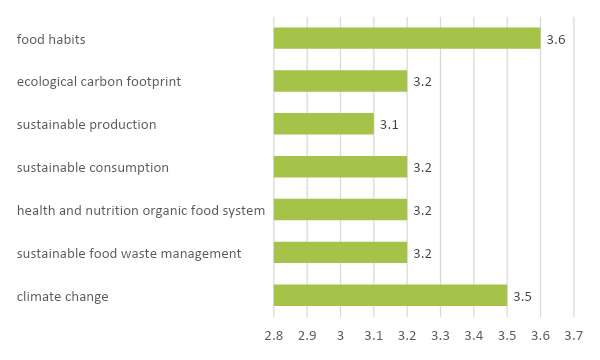 food habits 3.6
ecological carbon footprint 3.2
sustainable production 3.1
sustainable consumption 3.2
health and nutrition organic food system 3.2
sustainable food waste management 3.2
climate change 3.5
2.8 2.9 3 3.1 3.2 3.3 3.4 3.5 3.6 3.7